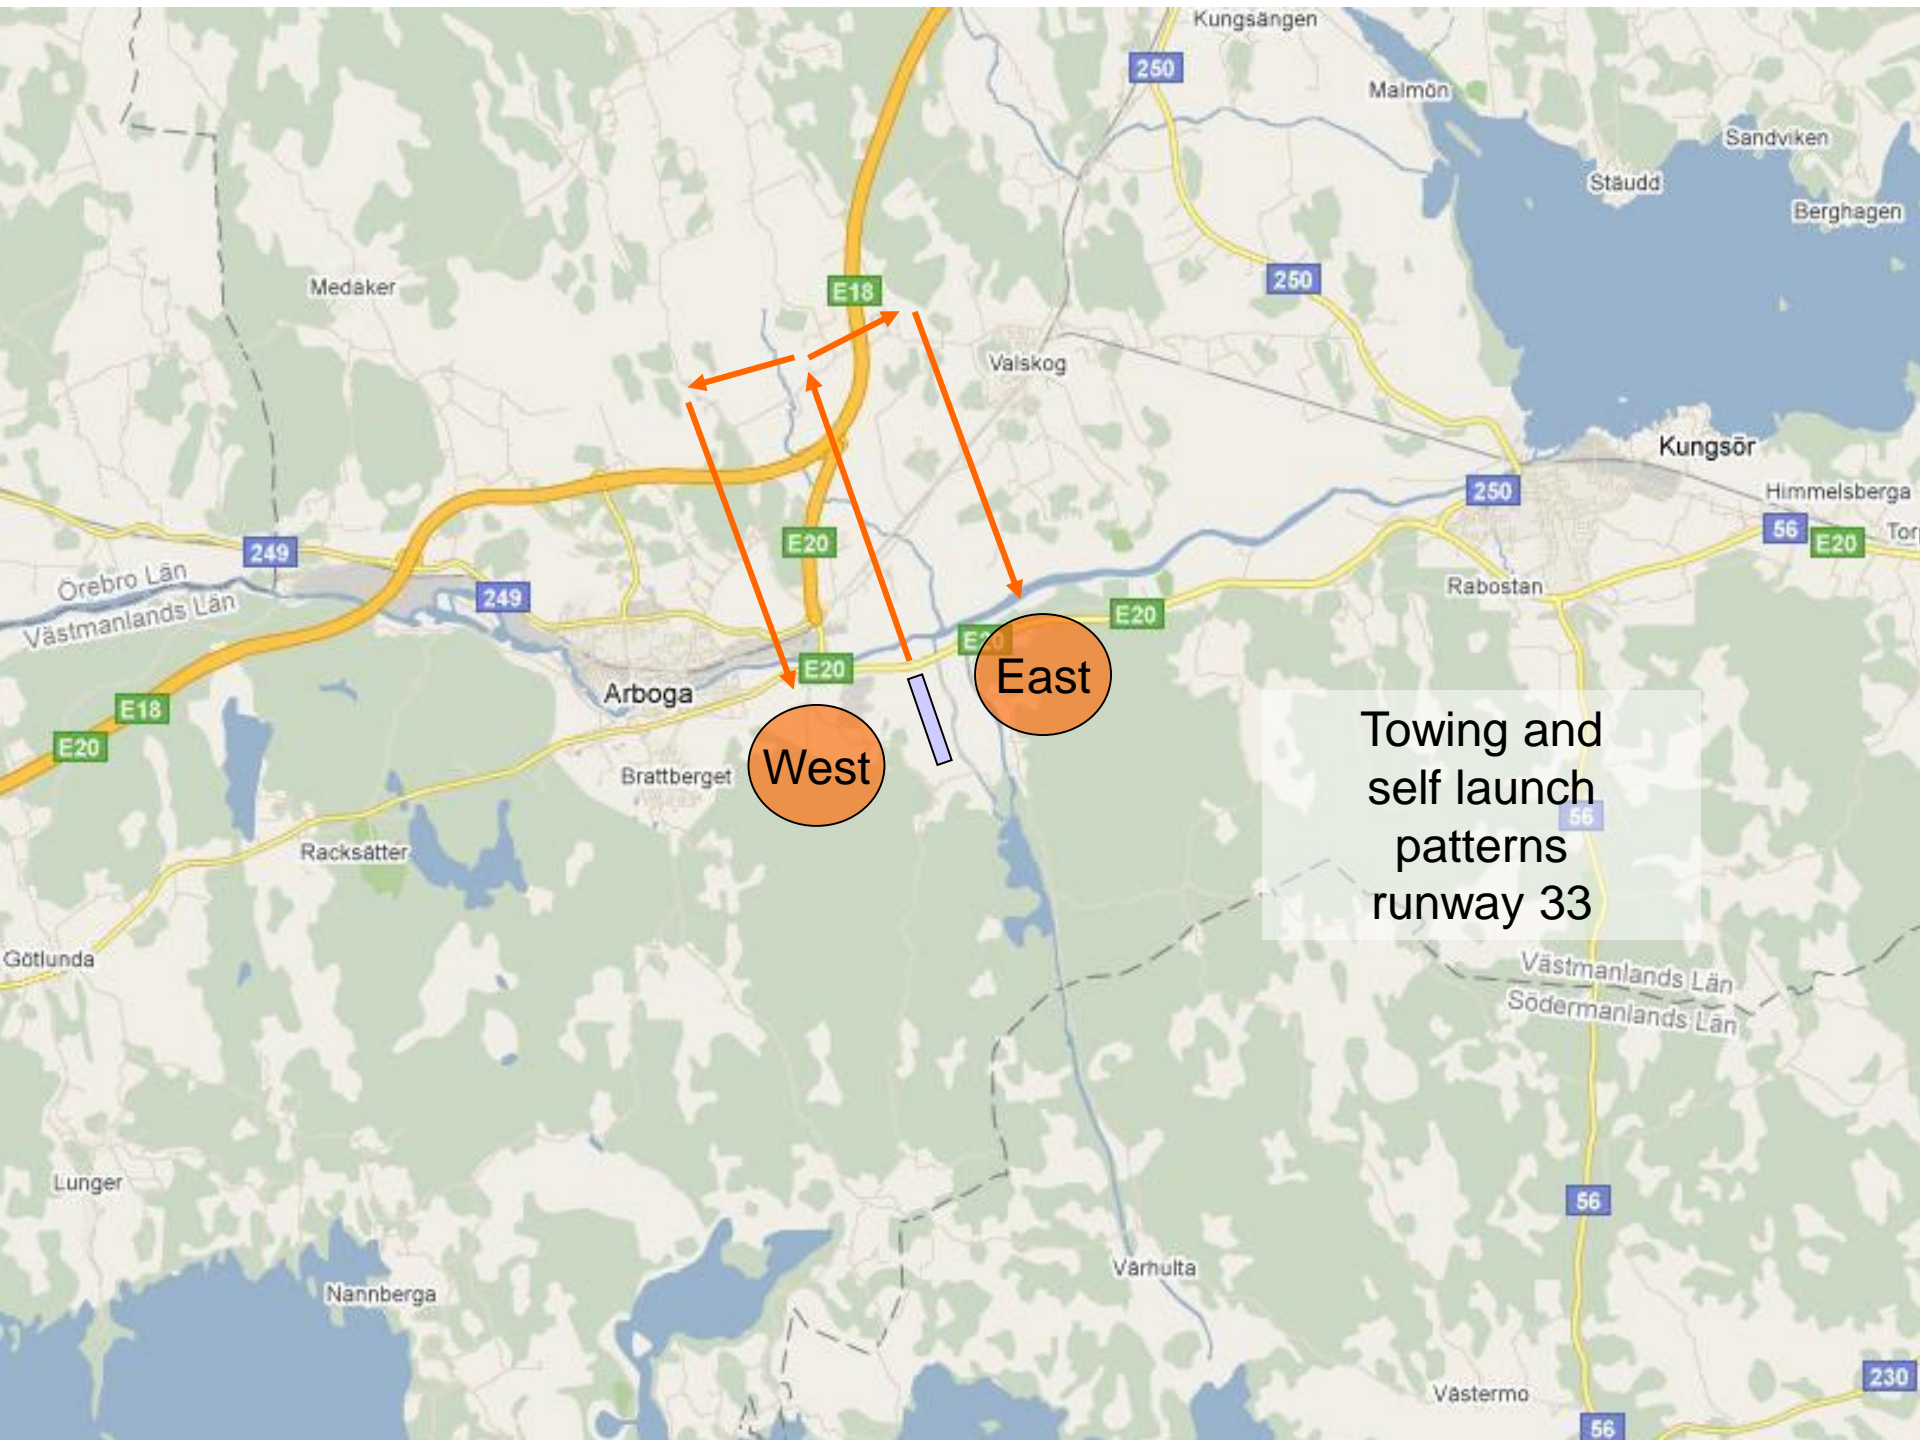 Kungsängen
250
Malmön
Sandviken
Stäudd
Berghagen
Medåker
E18
250
Valskog
Kungsör
250
Himmelsberga
56
E20
E20
249
Örebro Län
Västmanlands Län
249
Rabostan
E20
E20
E20
East
Arboga
E18
E20
West
Brattberget
Towing and
self launch
patterns
runway 33
56
Racksätter
Götlunda
Västmanlands Län
Södermanlands Län
Lunger
56
Nannberga
Värhulta
Västermo
230
56